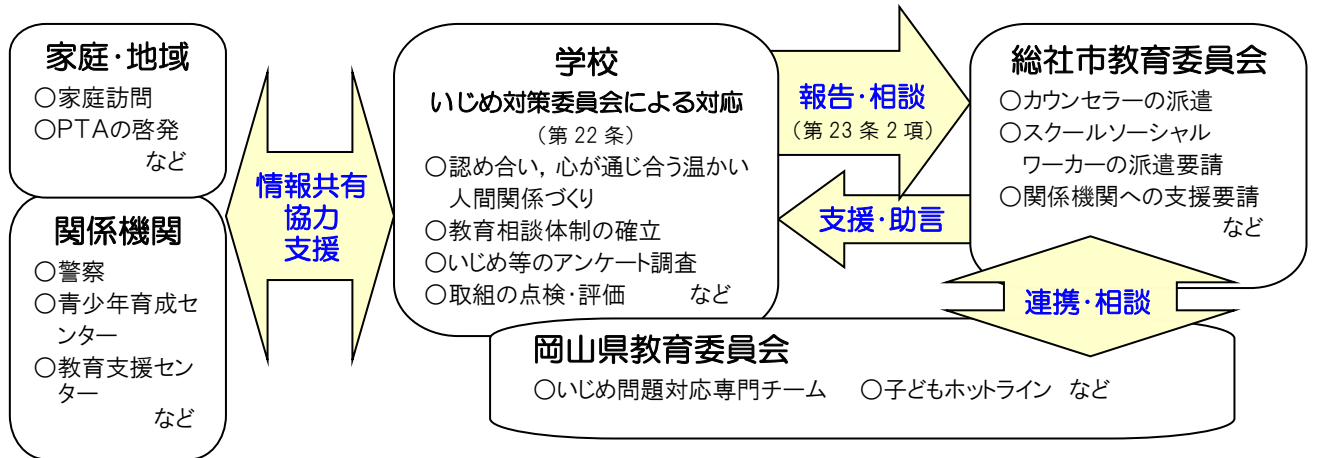 家庭・地域
○家庭訪問
○PTAの啓発
など
関係機関
○警察
○青少年育成セ
ンター
○教育支援セン
ター
など
情報共有
協力
支援
学校
いじめ対策委員会による対応
（第22条）
○認め合い，心が通じ合う温かい
人間関係づくり
○教育相談体制の確立
○いじめ等のアンケート調査
○取組の点検・評価　　など
報告・相談
（第23条2項）
支援・助言
総社市教育委員会
○カウンセラーの派遣
○スクールソーシャル
ワーカーの派遣要請
○関係機関への支援要請
など
連携・相談
岡山県教育委員会
○いじめ問題対応専門チーム　○子どもホットライン　など